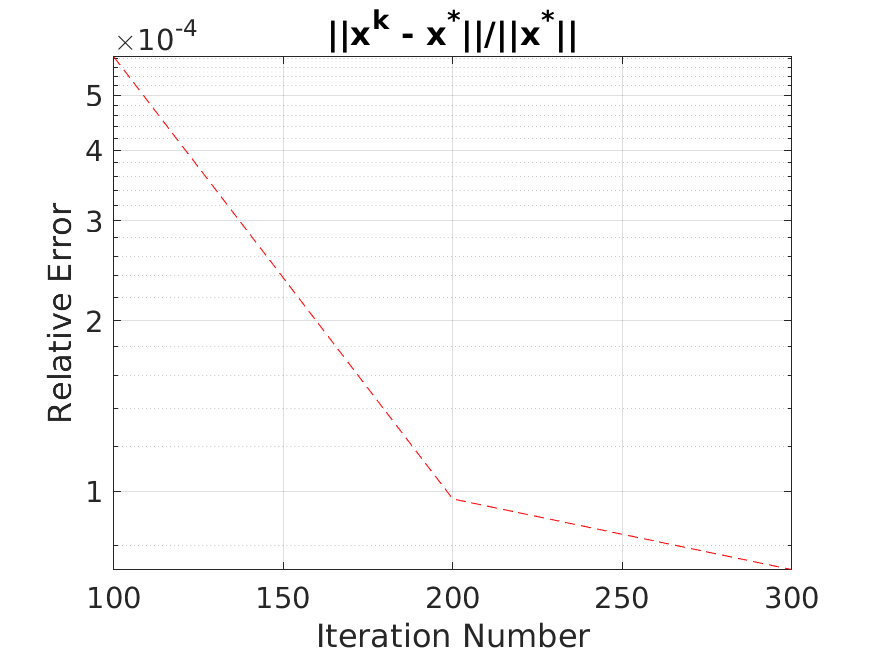 ×10^-4
||x^k - x^*||/||x^*||
5
4
3
2
1
Relative Error
100 150 200 250 300
Iteration Number